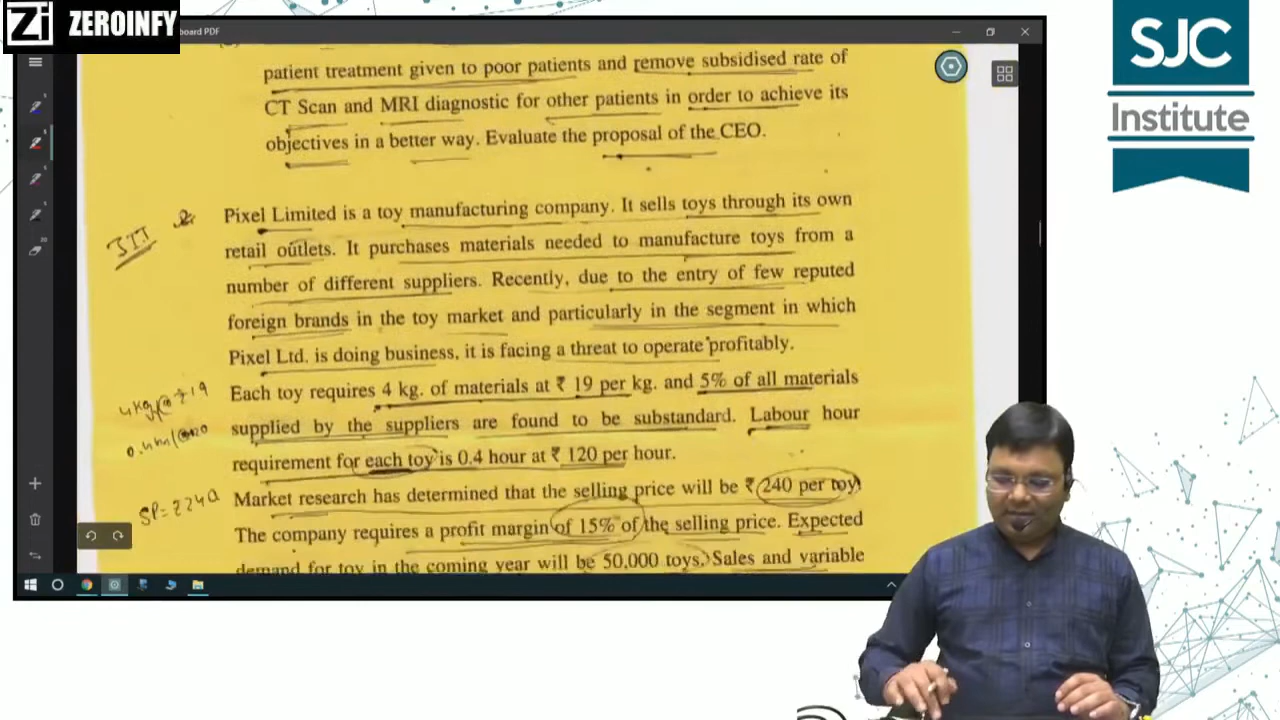 Zi ZEROINFY
board PDF
SJC
Institute
patient treatment given to poor patients and remove subsidised rate of
CT Scan and MRI diagnostic for other patients in order to achieve its
objectives in a better way. Evaluate the proposal of the CEO.
Pixel Limited is a toy manufacturing company. It sells toys through its own
retail outlets. It purchases materials needed to manufacture toys from a
number of different suppliers. Recently, due to the entry of few reputed
foreign brands in the toy market and particularly in the segment in which
Pixel Ltd. is doing business, it is facing a threat to operate profitably.
Each toy requires 4 kg. of materials at ₹ 19 per kg. and 5% of all materials
4kg @ ₹19
supplied by the suppliers are found to be substandard. Labour hour
requirement for each toy is 0.4 hour at ₹ 120 per hour.
Market research has determined that the selling price will be ₹ 240 per toy.
SP = ₹240
The company requires a profit margin of 15% of the selling price. Expected
demand for toy in the coming year will be 50,000 toys. Sales and variable